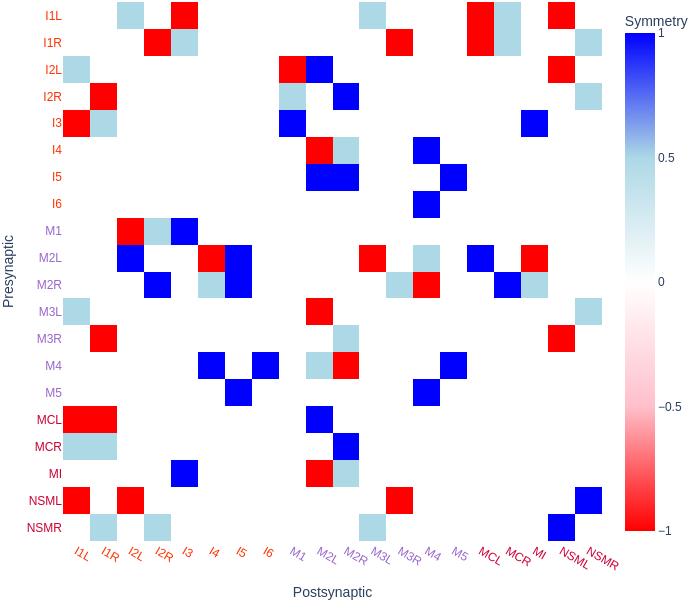 Symmetry
I1L
I1R
I2L
I2R
I3
I4
I5
I6
M1
M2L
M2R
M3L
M3R
M4
M5
MCL
MCR
MI
NSML
NSMR
Presynaptic
1
0.5
0
−0.5
−1
I1L
I1R
I2L
I2R
I3
I4
I5
I6
M1
M2L
M2R
M3L
M3R
M4
M5
MCL
MCR
MI
NSML
NSMR
Postsynaptic